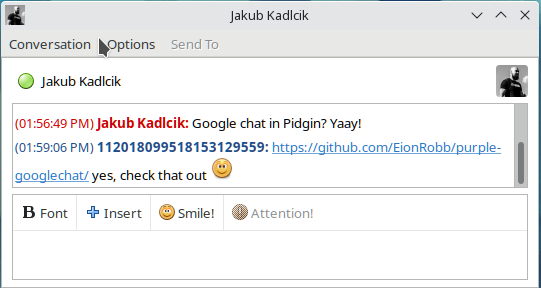 Jakub Kadlcik
Conversation Options Send To
Jakub Kadlcik
(01:56:49 PM) Jakub Kadlcik: Google chat in Pidgin? Yaay!
(01:59:06 PM) 112018099518153129559: https://github.com/EionRobb/purple-
googlechat/ yes, check that out
B Font Insert Smile! Attention!